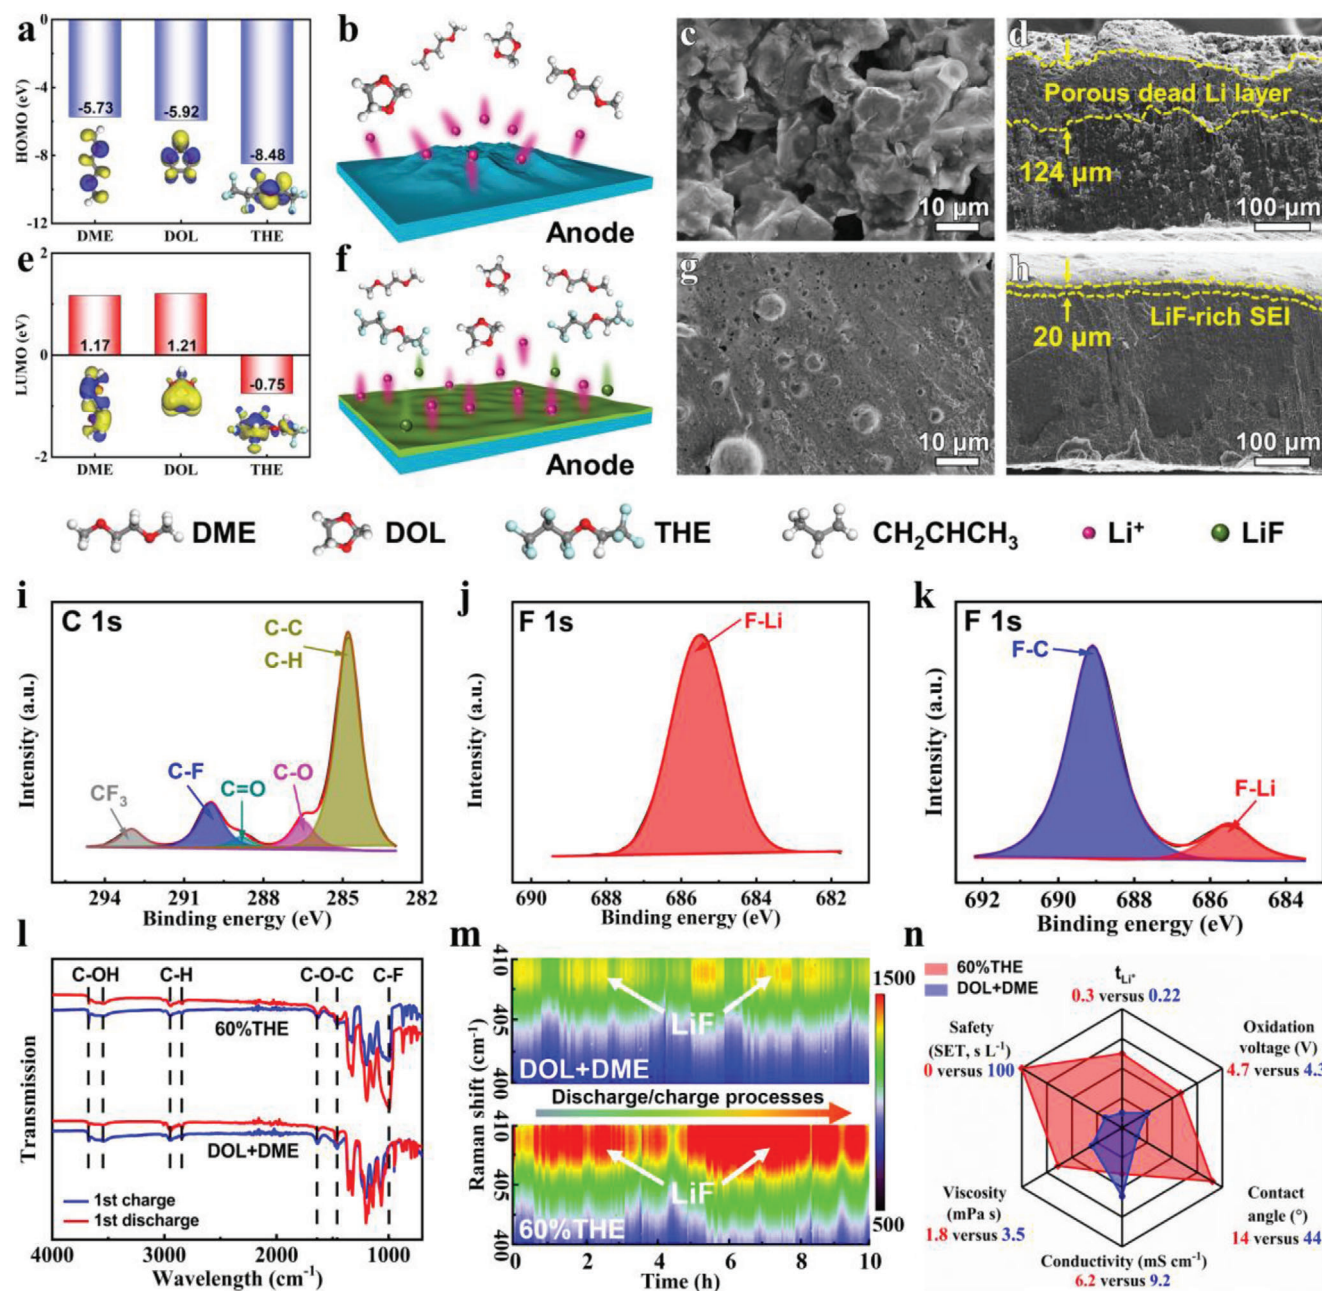 a
HOMO (eV)
0
-4
-8
-12
-5.73
-5.92
-8.48
DME
DOL
THE
b
Anode
c
10 μm
d
Porous dead Li layer
124 μm
100 μm
e
LUMO (eV)
2
0
-2
1.17
1.21
-0.75
DME
DOL
THE
f
Anode
g
10 μm
h
LiF-rich SEI
20 μm
100 μm
DME
DOL
THE
CH₂CHCH₃
Li⁺
LiF
i
C 1s
C-C
C-H
C-F
C=O
C-O
CF₃
Intensity (a.u.)
294
291
288
285
282
Binding energy (eV)
j
F 1s
F-Li
Intensity (a.u.)
690
688
686
684
682
Binding energy (eV)
k
F 1s
F-C
F-Li
Intensity (a.u.)
692
690
688
686
684
Binding energy (eV)
l
C-OH
C-H
C-O-C
C-F
60%THE
DOL+DME
1st charge
1st discharge
Transmission
4000
3000
2000
1000
Wavelength (cm⁻¹)
m
410
405
400
LiF
DOL+DME
Discharge/charge processes
410
405
400
LiF
60%THE
Raman shift (cm⁻¹)
0
2
4
6
8
10
Time (h)
1500
500
n
60%THE
DOL+DME
t Li⁺
0.3 versus 0.22
Safety
(SET, s L⁻¹)
0 versus 100
Oxidation
voltage (V)
4.7 versus 4.3
Viscosity
(mPa s)
1.8 versus 3.5
Contact
angle (°)
14 versus 44
Conductivity (mS cm⁻¹)
6.2 versus 9.2